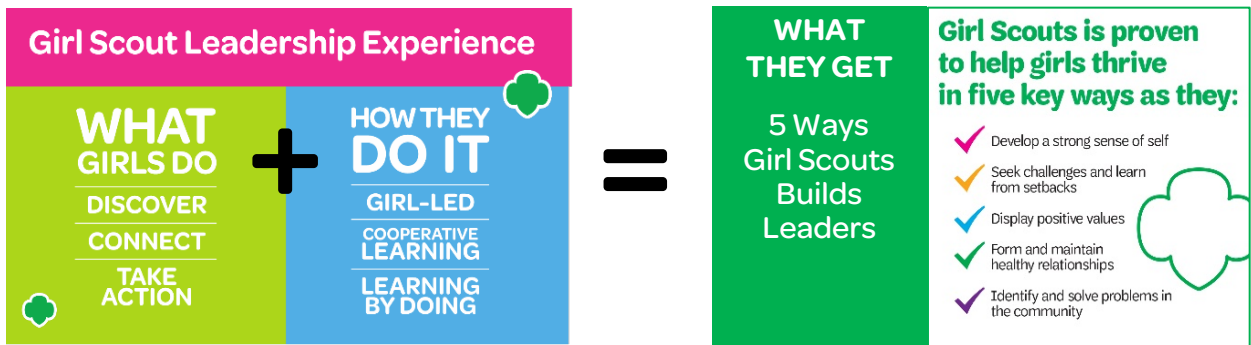 Girl Scout Leadership Experience
WHAT
GIRLS DO
DISCOVER
CONNECT
TAKE
ACTION
+
HOW THEY
DO IT
GIRL-LED
COOPERATIVE
LEARNING
LEARNING
BY DOING
=
WHAT
THEY GET
5 Ways
Girl Scouts
Builds
Leaders
Girl Scouts is proven
to help girls thrive
in five key ways as they:
Develop a strong sense of self
Seek challenges and learn
from setbacks
Display positive values
Form and maintain
healthy relationships
Identify and solve problems in
the community